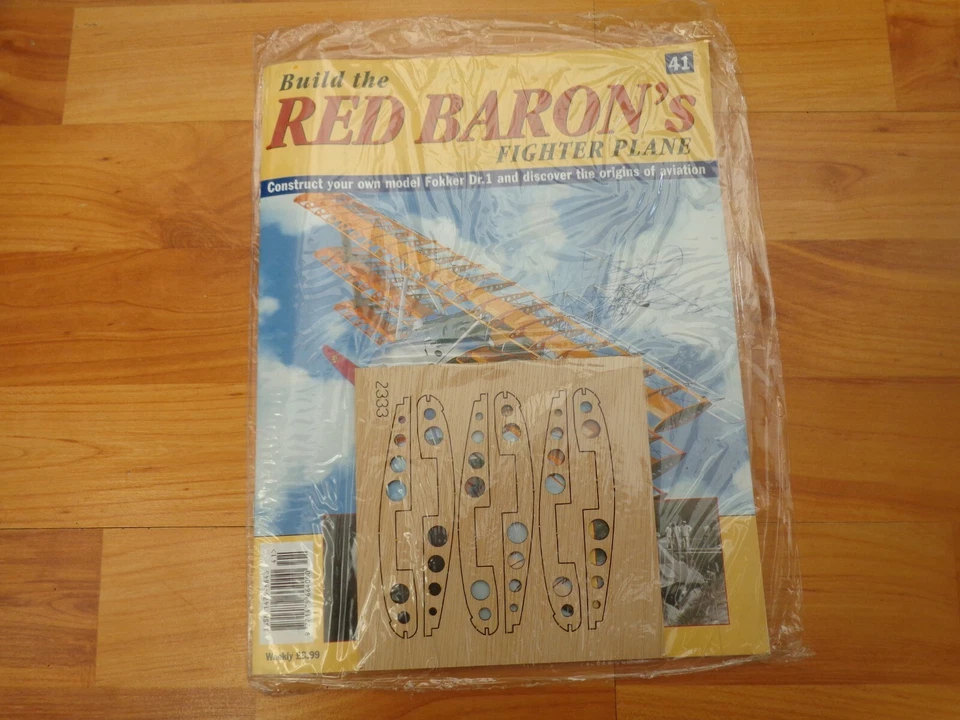 41
Build the
RED BARON's
FIGHTER PLANE
Construct your own model Fokker Dr.1 and discover the origins of aviation
2333
41
Weekly £5.99